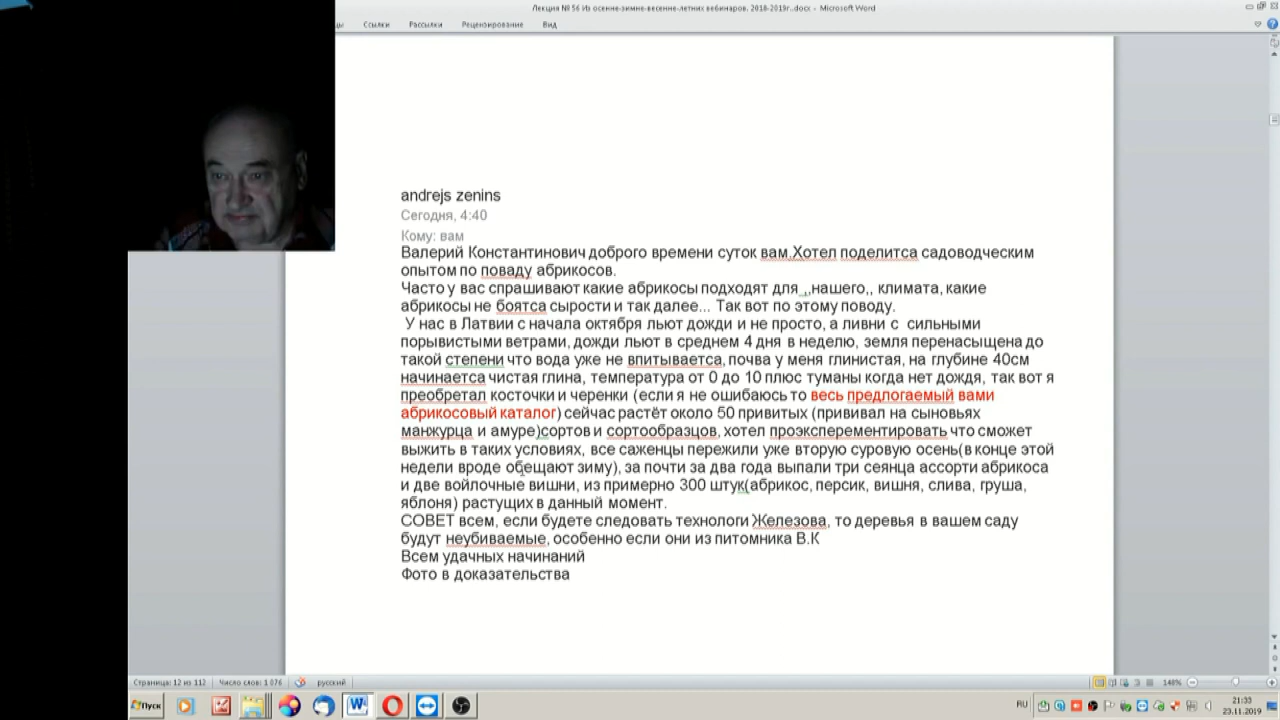 Лекция № 56 Из осенне-зимне-весенне-летних вебинаров. 2018-2019г..docx - Microsoft Word
Ссылки Рассылки Рецензирование Вид
andrejs zenins
Сегодня, 4:40
Кому: вам
Валерий Константинович доброго времени суток вам.Хотел поделитса садоводческим
опытом по поваду абрикосов.
Часто у вас спрашивают какие абрикосы подходят для ,,нашего,, климата, какие
абрикосы не боятса сырости и так далее... Так вот по этому поводу.
У нас в Латвии с начала октября льют дожди и не просто, а ливни с сильными
порывистыми ветрами, дожди льют в среднем 4 дня в неделю, земля перенасыщена до
такой степени что вода уже не впитывается, почва у меня глинистая, на глубине 40см
начинаетса чистая глина, температура от 0 до 10 плюс туманы когда нет дождя, так вот я
преобретал косточки и черенки (если я не ошибаюсь то весь предлогаемый вами
абрикосовый каталог) сейчас растёт около 50 привитых (прививал на сыновьях
манжурца и амуре)сортов и сортообразцов, хотел проэксперементировать что сможет
выжить в таких условиях, все саженцы пережили уже вторую суровую осень(в конце этой
недели вроде обещают зиму), за почти за два года выпали три сеянца ассорти абрикоса
и две войлочные вишни, из примерно 300 штук(абрикос, персик, вишня, слива, груша,
яблоня) растущих в данный момент.
СОВЕТ всем, если будете следовать технологи Железова, то деревья в вашем саду
будут неубиваемые, особенно если они из питомника В.К
Всем удачных начинаний
Фото в доказательства
Страница: 12 из 112 Число слов: 1 076 русский 148%
Пуск RU 21:33
23.11.2019